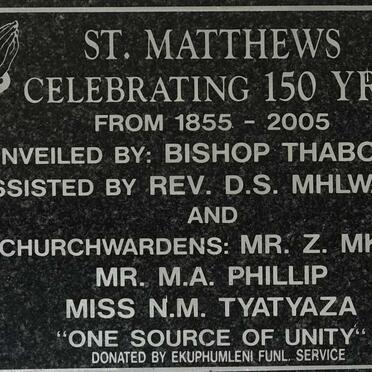 ST. MATTHEWS
CELEBRATING 150 YR
FROM 1855 - 2005
NVEILED BY: BISHOP THABO
SSISTED BY REV. D.S. MHLW
AND
CHURCHWARDENS: MR. Z. MK
MR. M.A. PHILLIP
MISS N.M. TYATYAZA
"ONE SOURCE OF UNITY"
DONATED BY EKUPHUMLENI FUNL. SERVICE